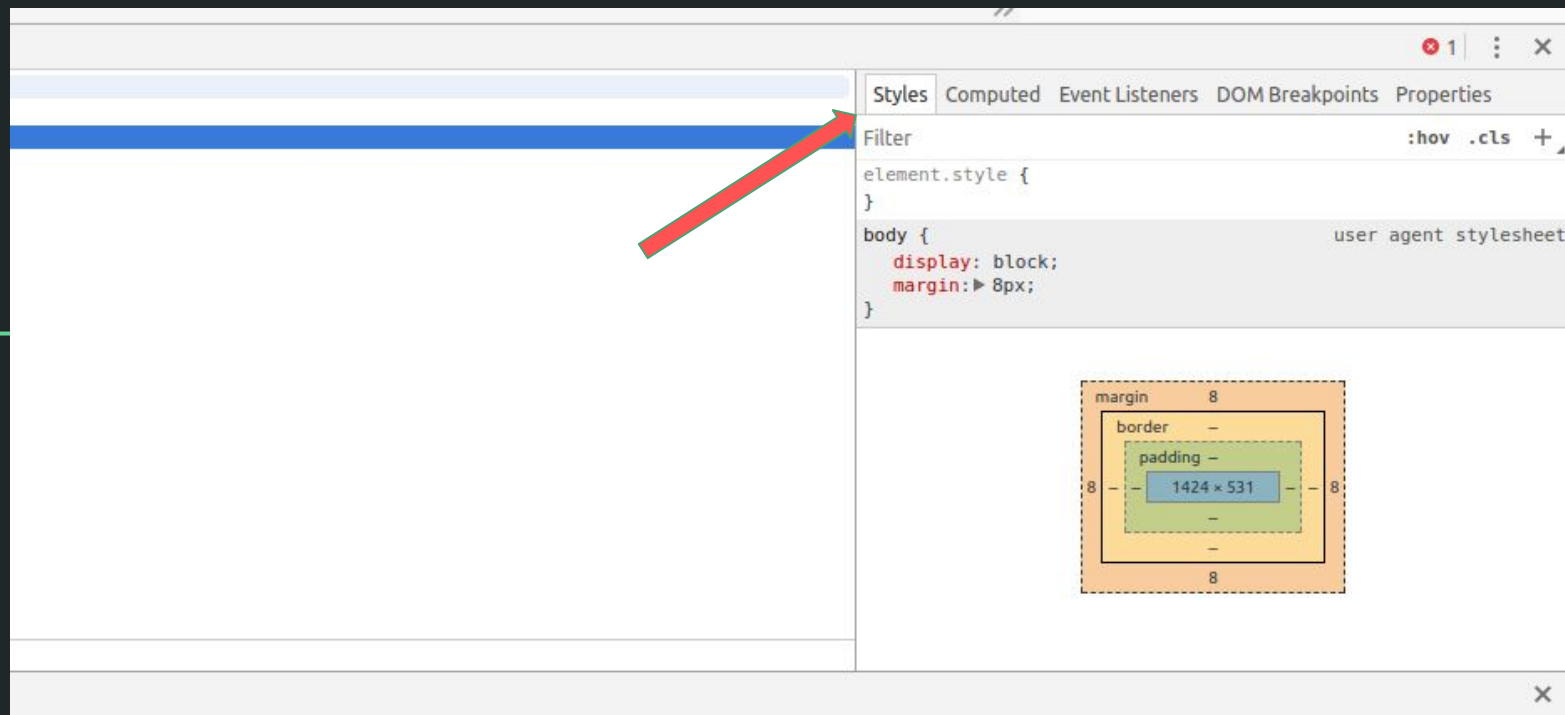 1
Styles Computed Event Listeners DOM Breakpoints Properties
Filter :hov .cls +
element.style {
}
body { user agent stylesheet
display: block;
margin:▶ 8px;
}
margin 8
border –
padding –
8 – – 1424 × 531 – – 8
–
–
8